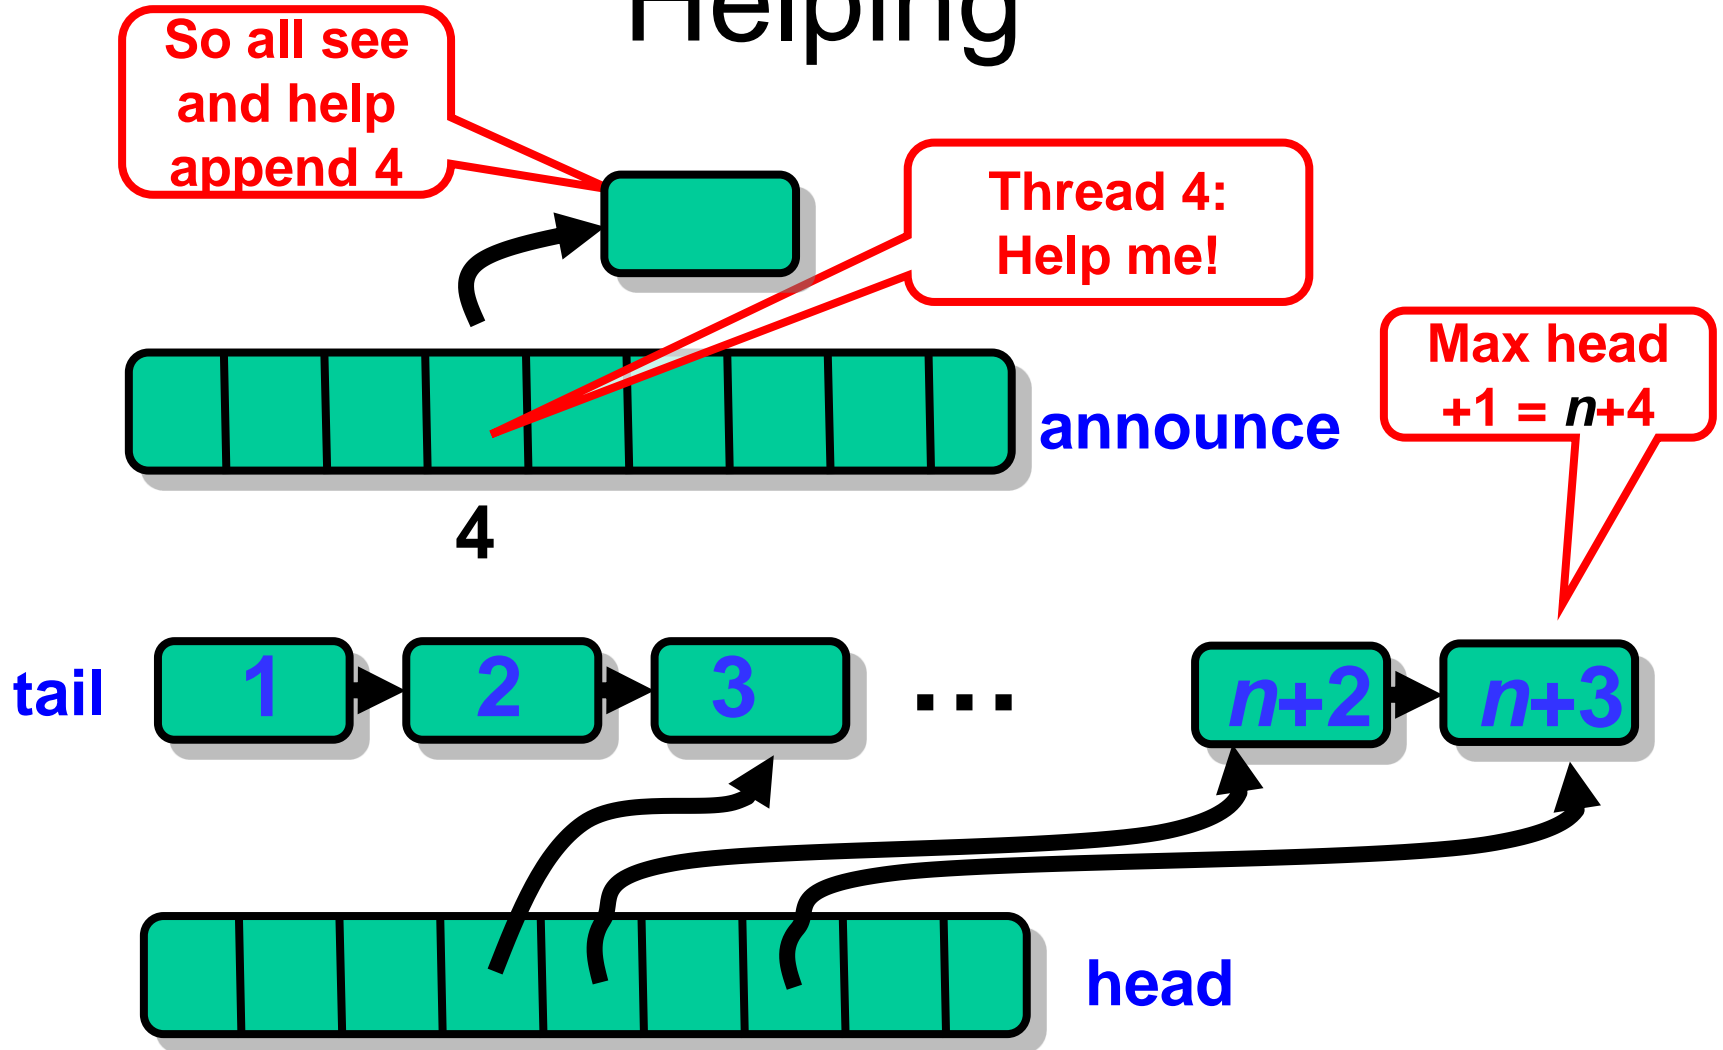 Helping
So all see
and help
append 4
Thread 4:
Help me!
Max head
+1 = n+4
announce
4
tail
1
2
3
...
n+2
n+3
head